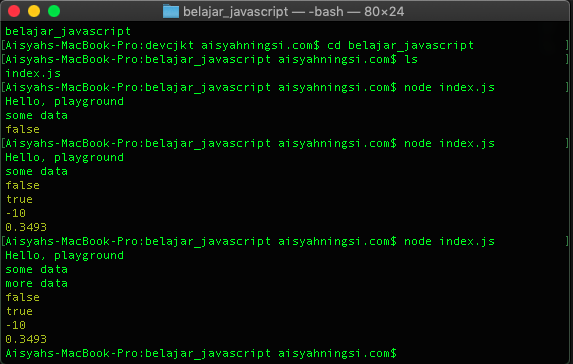 belajar_javascript — -bash — 80×24
belajar_javascript
[Aisyahs-MacBook-Pro:devcjkt aisyahningsi.com$ cd belajar_javascript ]
[Aisyahs-MacBook-Pro:belajar_javascript aisyahningsi.com$ ls ]
index.js
[Aisyahs-MacBook-Pro:belajar_javascript aisyahningsi.com$ node index.js ]
Hello, playground
some data
false
[Aisyahs-MacBook-Pro:belajar_javascript aisyahningsi.com$ node index.js ]
Hello, playground
some data
false
true
-10
0.3493
[Aisyahs-MacBook-Pro:belajar_javascript aisyahningsi.com$ node index.js ]
Hello, playground
some data
more data
false
true
-10
0.3493
Aisyahs-MacBook-Pro:belajar_javascript aisyahningsi.com$